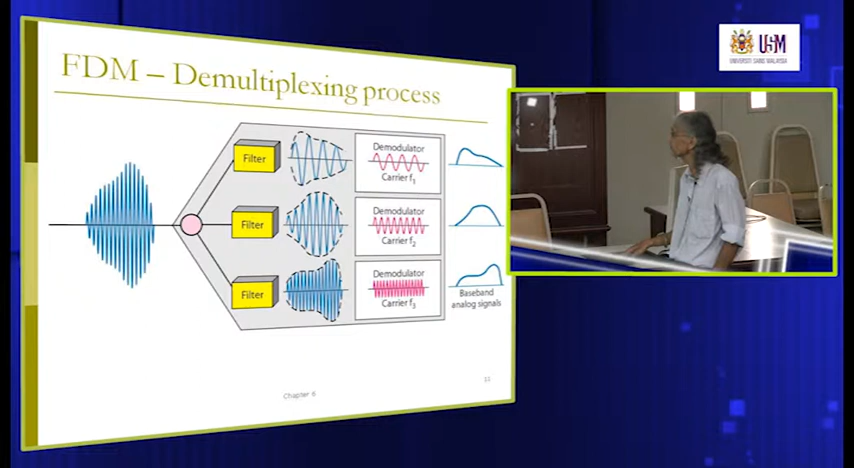 FDM – Demultiplexing process
Filter
Demodulator
Carrier f₁
Filter
Demodulator
Carrier f₂
Filter
Demodulator
Carrier f₃
Baseband
analog signals
Chapter 6
11
USM
UNIVERSITI SAINS MALAYSIA